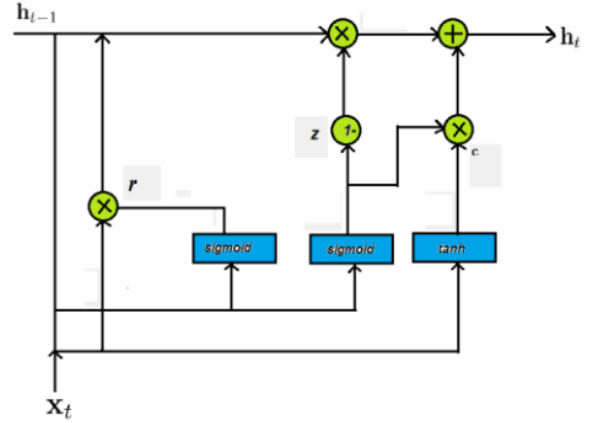 h_{t-1}
× + h_t
z 1- ×
c
r
×
sigmoid sigmoid tanh
x_t